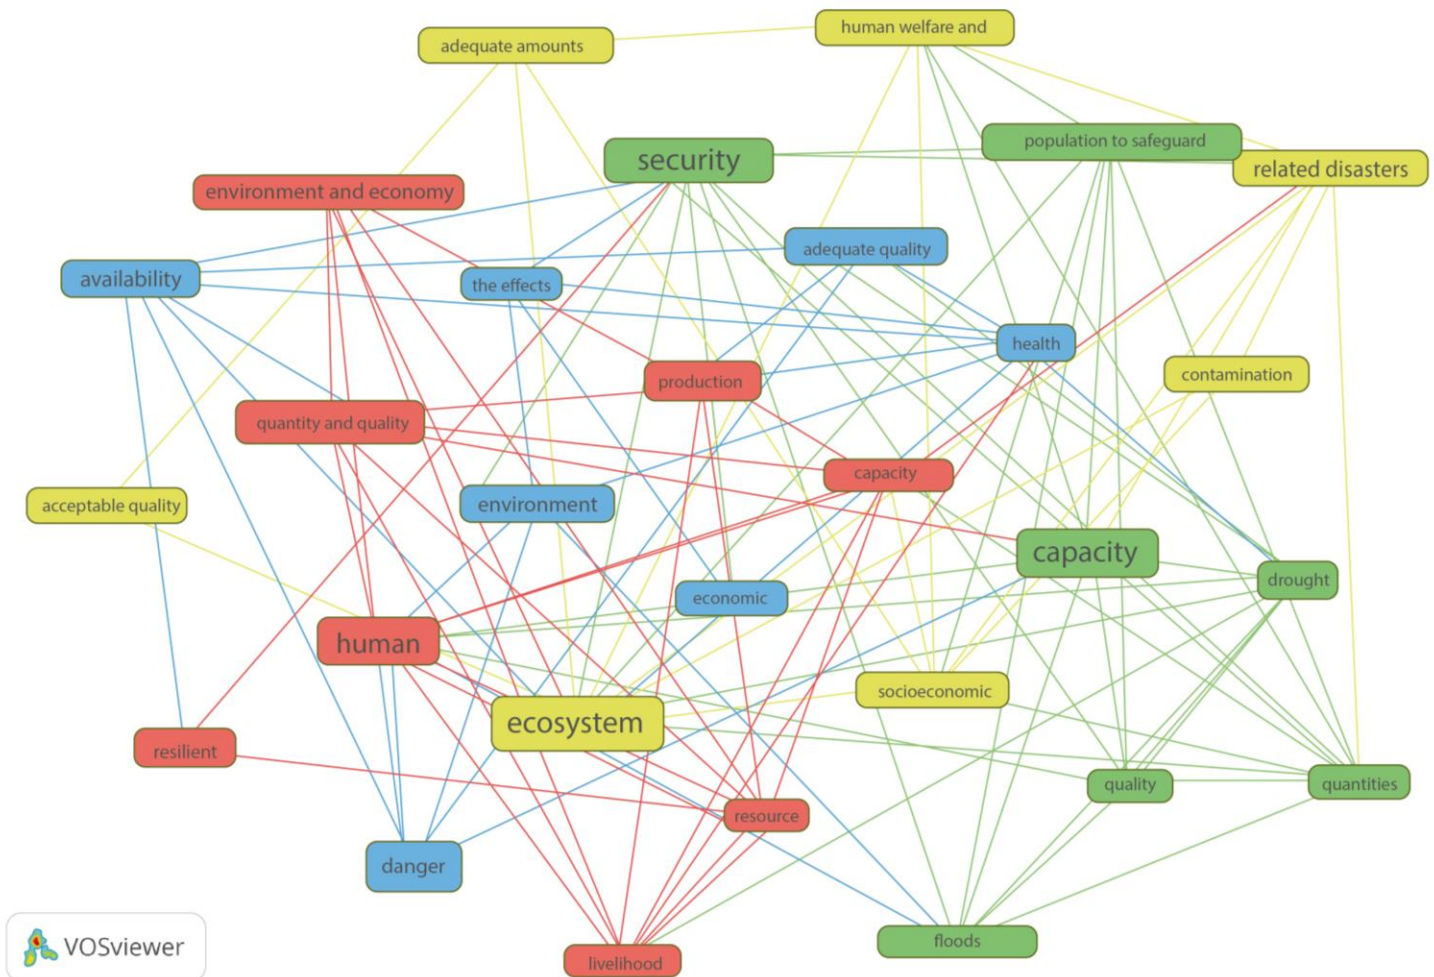 human welfare and
adequate amounts
population to safeguard
security
related disasters
environment and economy
adequate quality
availability
the effects
health
contamination
production
quantity and quality
capacity
acceptable quality
environment
capacity
drought
economic
human
socioeconomic
ecosystem
resilient
quality
quantities
resource
danger
floods
VOSviewer
livelihood